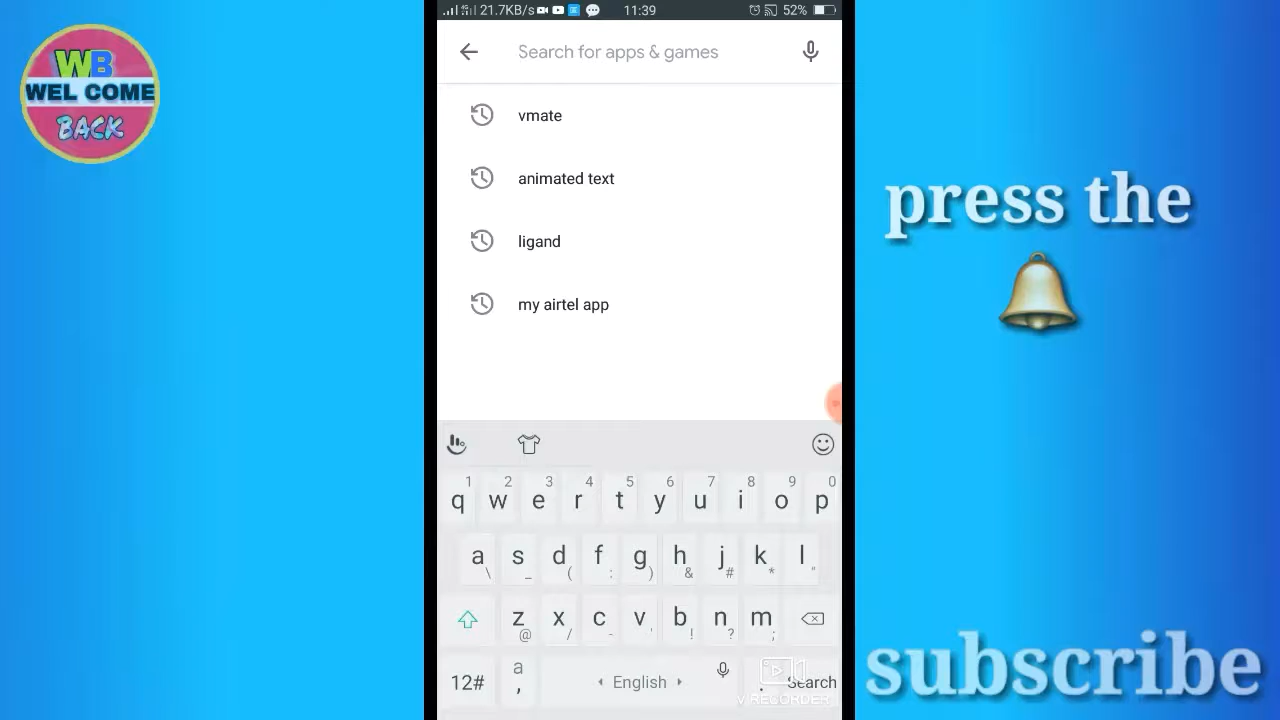 WB
WEL COME
BACK
21.7KB/s 11:39 52%
Search for apps & games
vmate
animated text
ligand
my airtel app
press the
1 2 3 4 5 6 7 8 9 0
q w e r t y u i o p
a s d f g h j k l
\ _ ( : ) & # * "
z x c v b n m
@ / - ' ! ? ;
12# a , English . Search
V RECORDER
subscribe